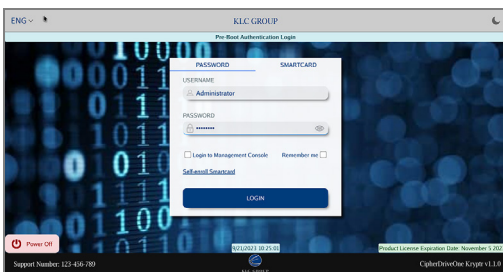 ENG
KLC GROUP
Pre-Boot Authentication Login
PASSWORD SMARTCARD
USERNAME
Administrator
PASSWORD
••••••••
Login to Management Console Remember me
Self-enroll Smartcard
LOGIN
Power Off
9/21/2023 18:25:01
Product License Expiration Date: November 5 202
Support Number: 123-456-789
CipherDriveOne Kryptr v1.1.0